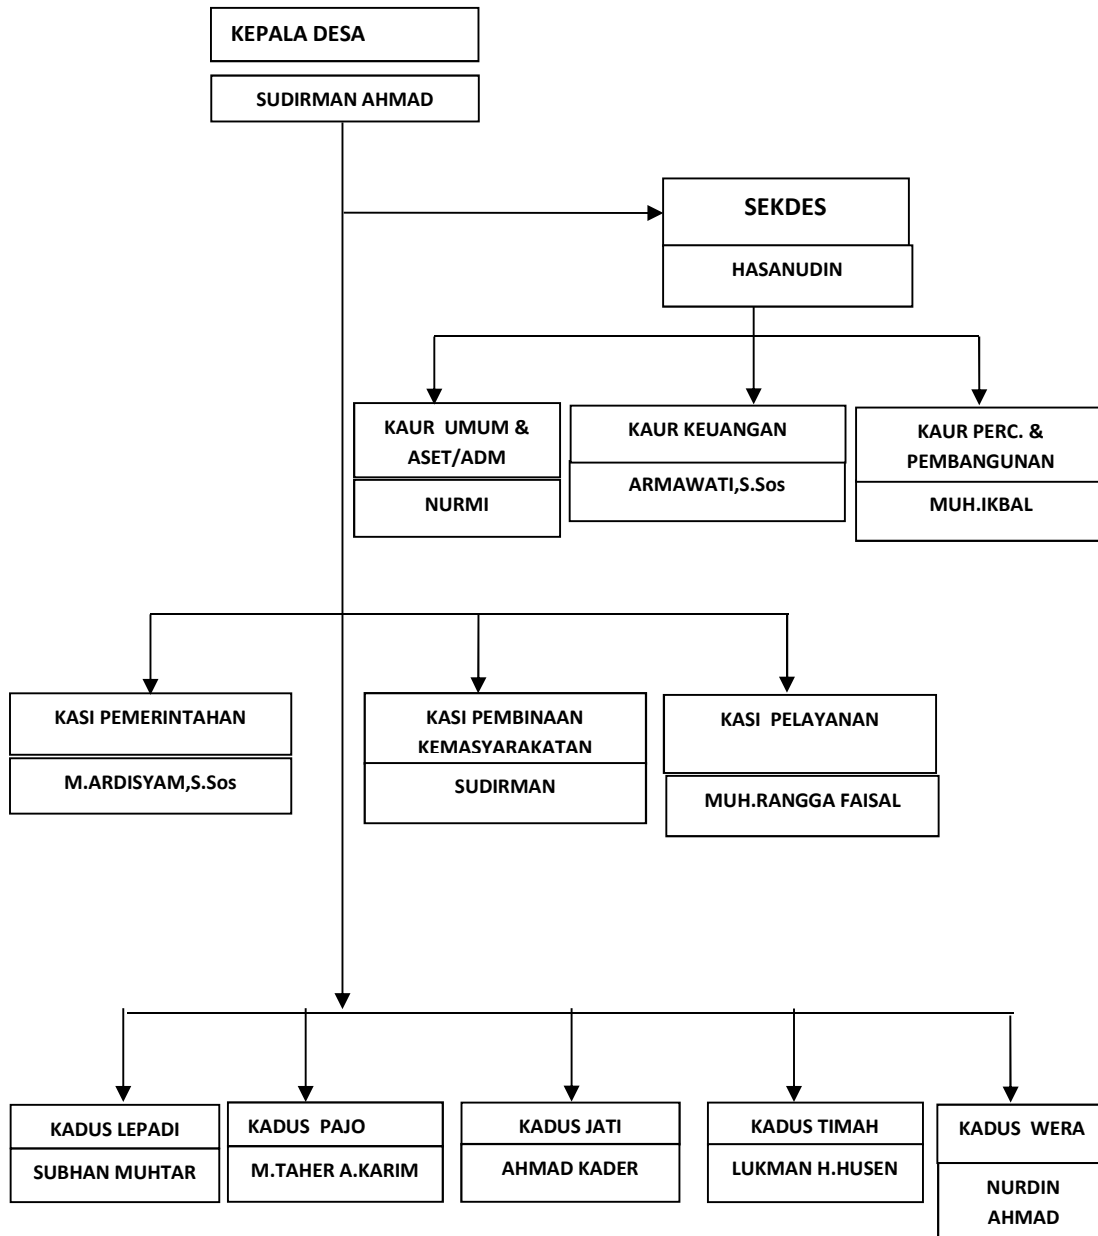 KEPALA DESA
SUDIRMAN AHMAD
SEKDES
HASANUDIN
KAUR UMUM &
ASET/ADM
NURMI
KAUR KEUANGAN
ARMAWATI,S.Sos
KAUR PERC. &
PEMBANGUNAN
MUH.IKBAL
KASI PEMERINTAHAN
M.ARDISYAM,S.Sos
KASI PEMBINAAN
KEMASYARAKATAN
SUDIRMAN
KASI PELAYANAN
MUH.RANGGA FAISAL
KADUS LEPADI
SUBHAN MUHTAR
KADUS PAJO
M.TAHER A.KARIM
KADUS JATI
AHMAD KADER
KADUS TIMAH
LUKMAN H.HUSEN
KADUS WERA
NURDIN
AHMAD